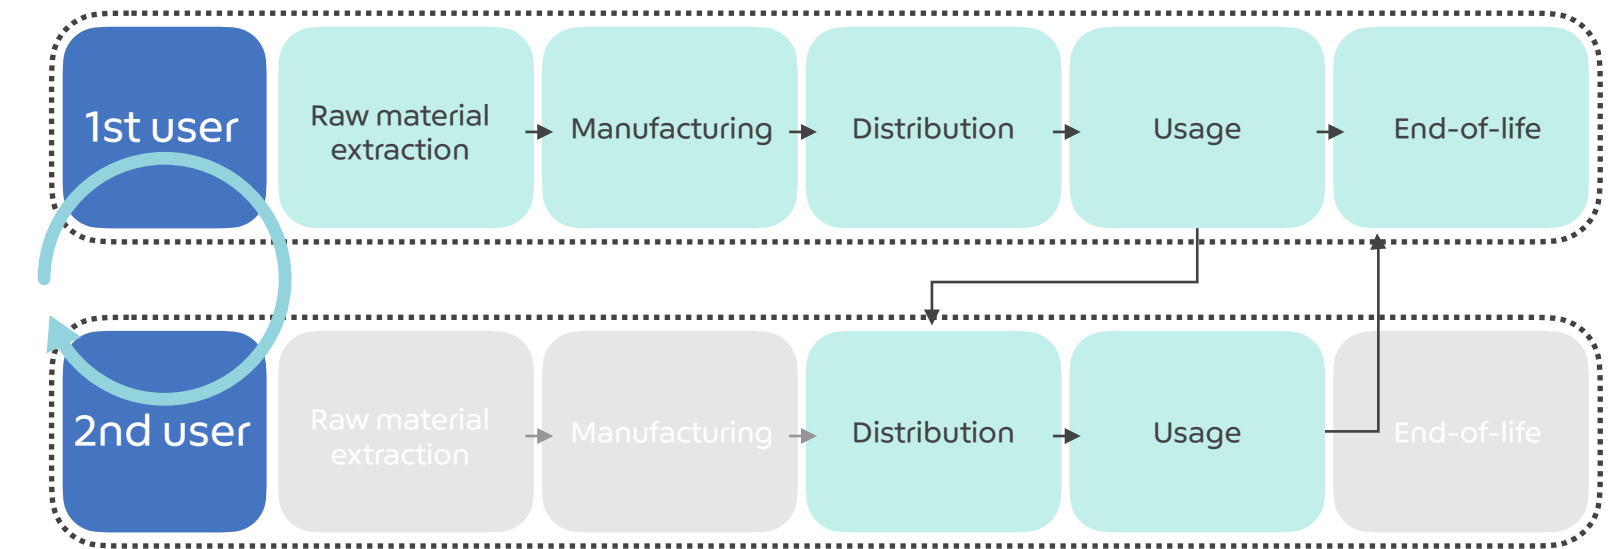 1st user
Raw material
extraction
Manufacturing
Distribution
Usage
End-of-life
2nd user
Raw material
extraction
Manufacturing
Distribution
Usage
End-of-life